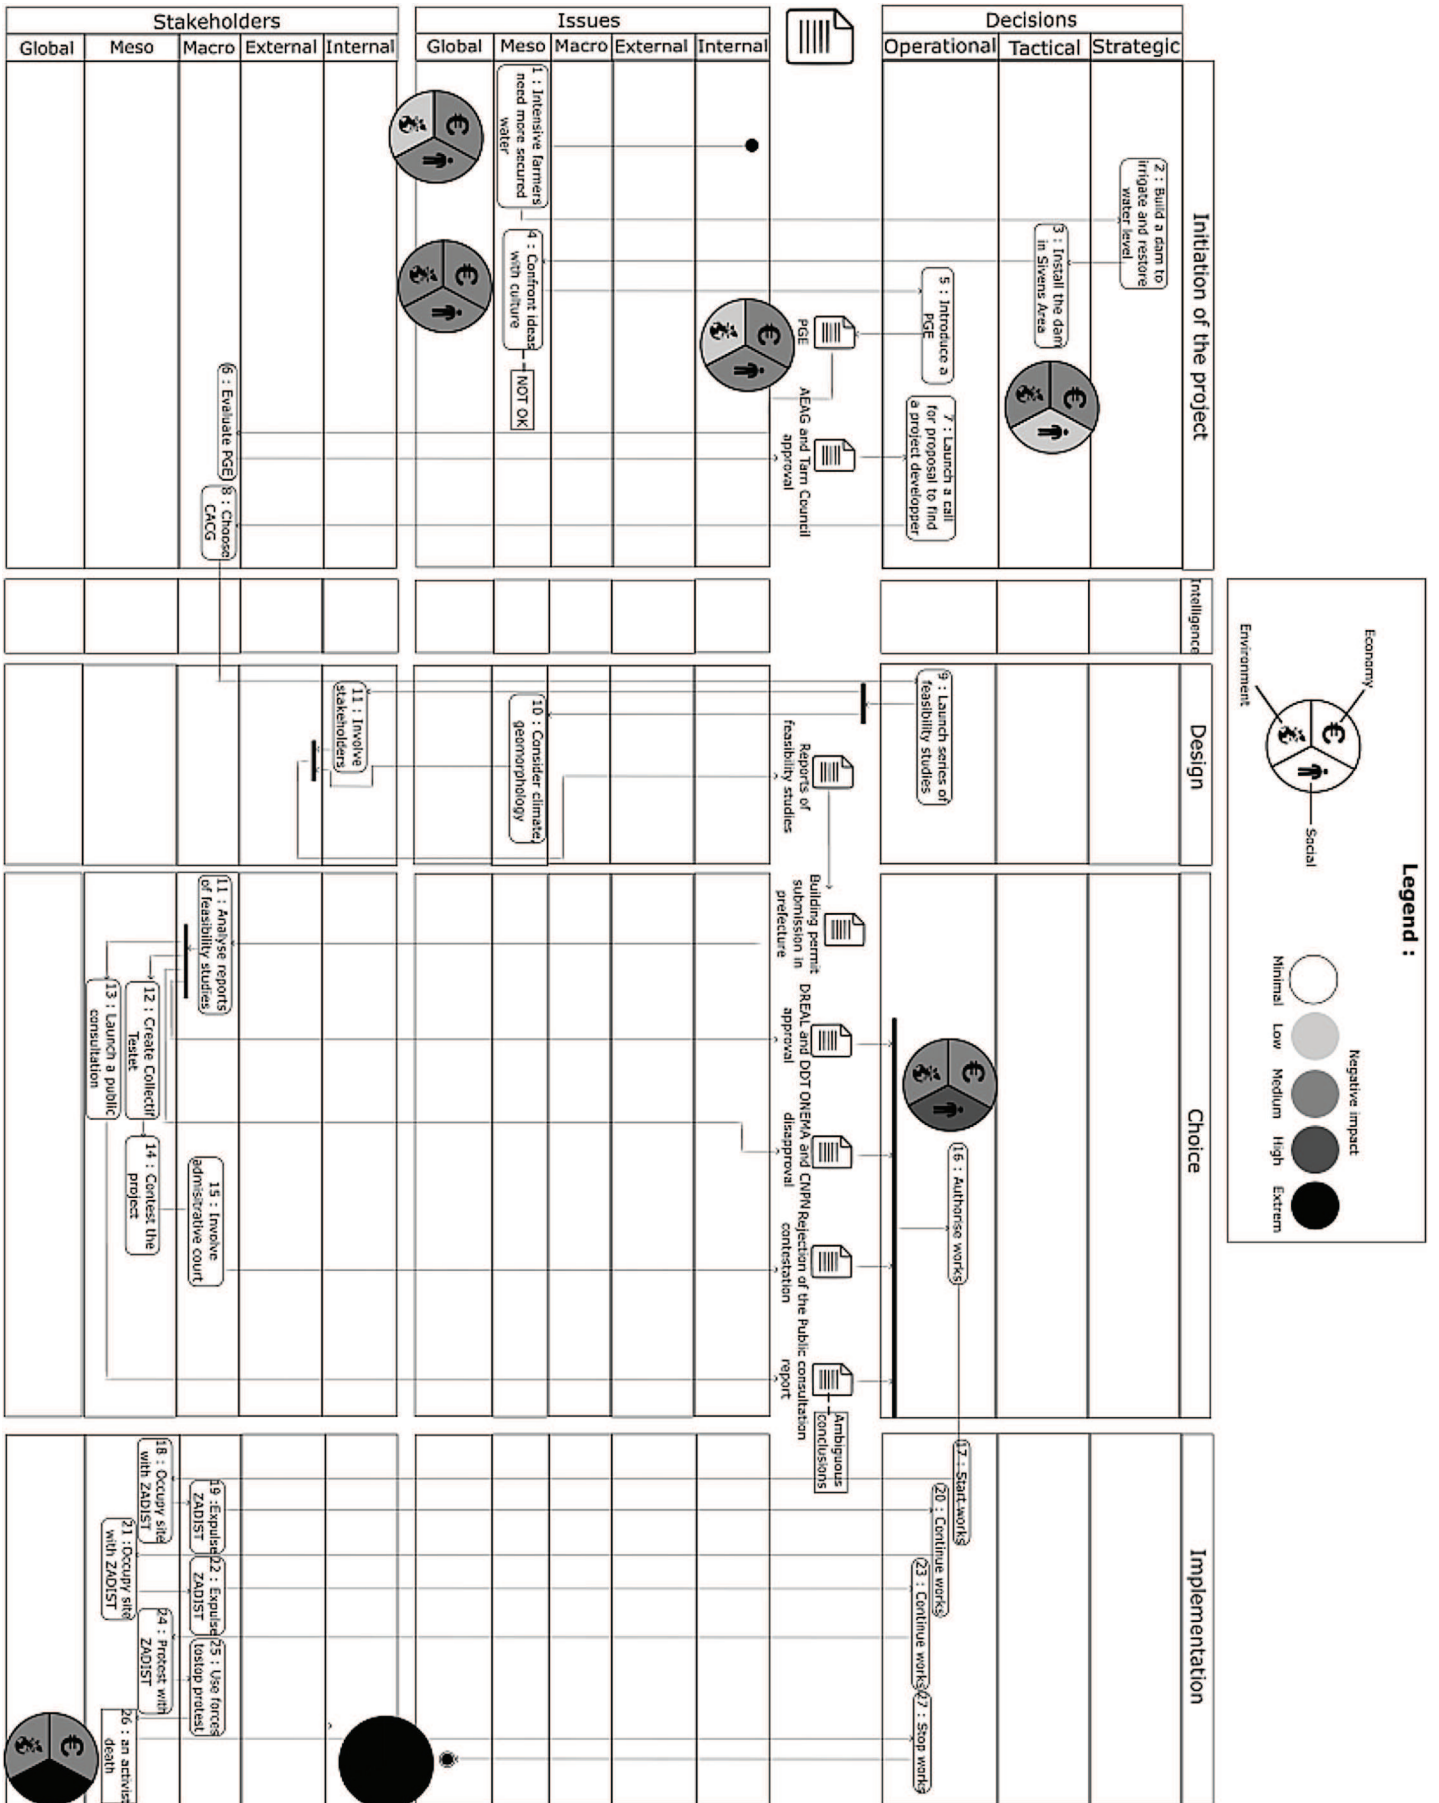 Legend :
Economy
Environment
Social
Negative impact
Minimal
Low
Medium
High
Extrem
Initiation of the project
Intelligence
Design
Choice
Implementation
Decisions
Strategic
Tactical
Operational
Issues
Internal
External
Macro
Meso
Global
Stakeholders
Internal
External
Macro
Meso
Global
1 : Intensive farmers
need more secured
water
2 : Build a dam to
irrigate and restore
water level
3 : Install the dam
in Sivens Area
4 : Confront ideas
with culture
NOT OK
5 : Introduce a
PGE
PGE
6 : Evaluate PGE
AEAG and Tarn Council
approval
7 : Launch a call
for proposal to find
a project developper
8 : Choose
CACG
9 : Launch series of
feasibility studies
10 : Consider climate,
geomorphology
11 : Involve
stakeholders
Reports of
feasibility studies
Building permit
submission in
prefecture
11 : Analyse reports
of feasibility studies
12 : Create Collectif
Testet
13 : Launch a public
consultation
14 : Contest the
project
15 : Involve
admisitrative court
DREAL and DDT
approval
ONEMA and CNPN
disapproval
Rejection of the
contestation
Public consultation
report
Ambiguous
conclusions
16 : Authorise works
17 : Start works
18 : Occupy site
with ZADIST
19 :Expulse
ZADIST
20 : Continue works
21 :Occupy site
with ZADIST
22 : Expulse
ZADIST
23 : Continue works
24 : Protest with
ZADIST
25 : Use forces
tostop protest
26 : an activist
death
27 : Stop works